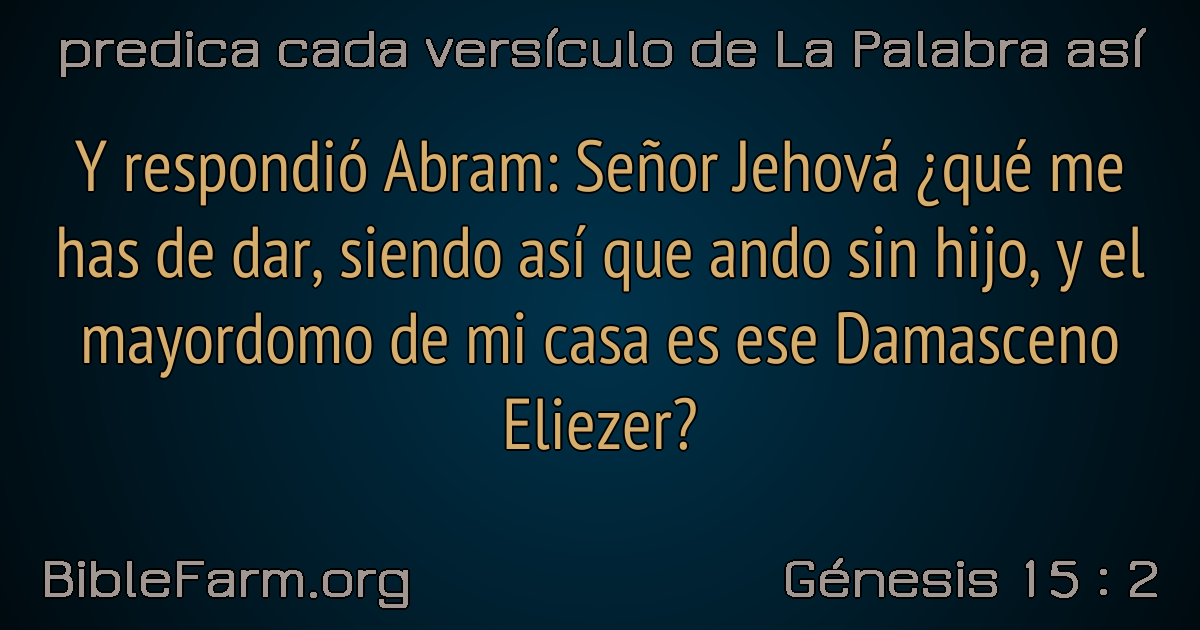 predica cada versículo de La Palabra así
Y respondió Abram: Señor Jehová ¿qué me
has de dar, siendo así que ando sin hijo, y el
mayordomo de mi casa es ese Damasceno
Eliezer?
BibleFarm.org
Génesis 15 : 2